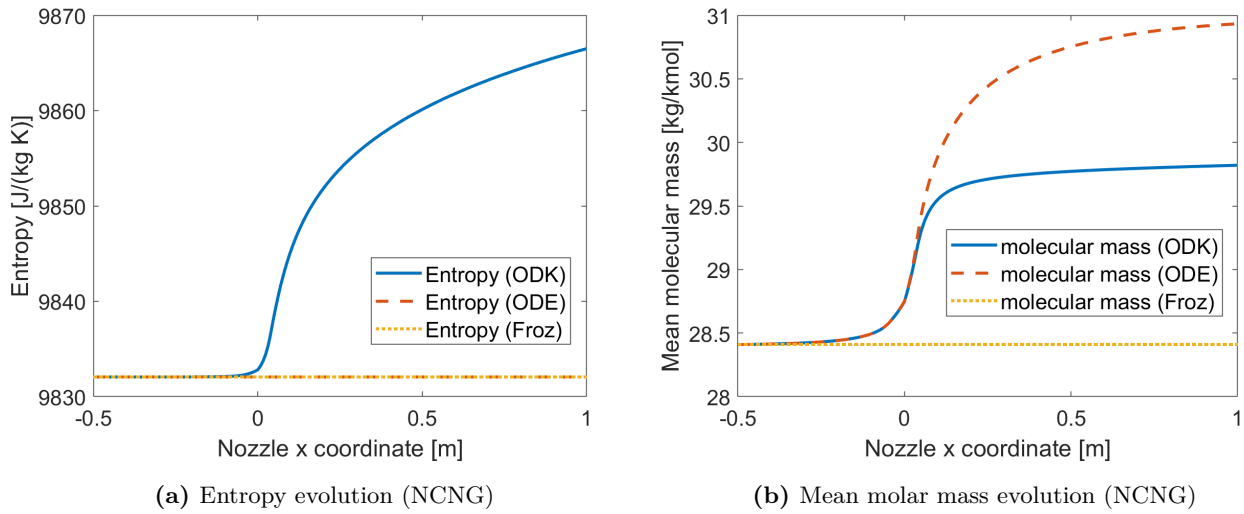 Entropy [J/(kg K)]
9870
9860
9850
9840
9830
-0.5
0
0.5
1
Nozzle x coordinate [m]
Entropy (ODK)
Entropy (ODE)
Entropy (Froz)
(a) Entropy evolution (NCNG)
Mean molecular mass [kg/kmol]
31
30.5
30
29.5
29
28.5
28
-0.5
0
0.5
1
Nozzle x coordinate [m]
molecular mass (ODK)
molecular mass (ODE)
molecular mass (Froz)
(b) Mean molar mass evolution (NCNG)